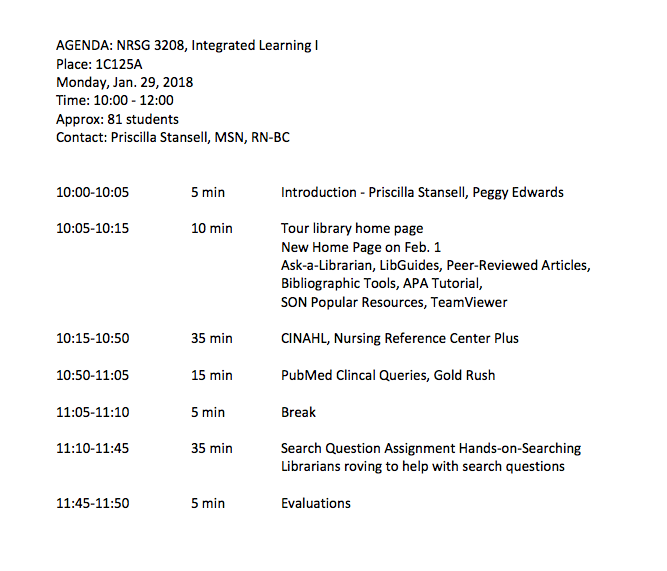 AGENDA: NRSG 3208, Integrated Learning I
Place: 1C125A
Monday, Jan. 29, 2018
Time: 10:00 - 12:00
Approx: 81 students
Contact: Priscilla Stansell, MSN, RN-BC
10:00-10:05 5 min Introduction - Priscilla Stansell, Peggy Edwards
10:05-10:15 10 min Tour library home page
New Home Page on Feb. 1
Ask-a-Librarian, LibGuides, Peer-Reviewed Articles,
Bibliographic Tools, APA Tutorial,
SON Popular Resources, TeamViewer
10:15-10:50 35 min CINAHL, Nursing Reference Center Plus
10:50-11:05 15 min PubMed Clincal Queries, Gold Rush
11:05-11:10 5 min Break
11:10-11:45 35 min Search Question Assignment Hands-on-Searching
Librarians roving to help with search questions
11:45-11:50 5 min Evaluations